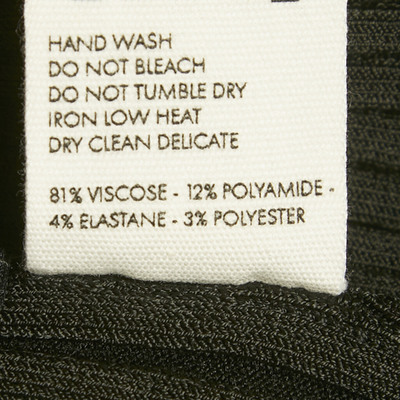 HAND WASH
DO NOT BLEACH
DO NOT TUMBLE DRY
IRON LOW HEAT
DRY CLEAN DELICATE
81% VISCOSE - 12% POLYAMIDE -
4% ELASTANE - 3% POLYESTER